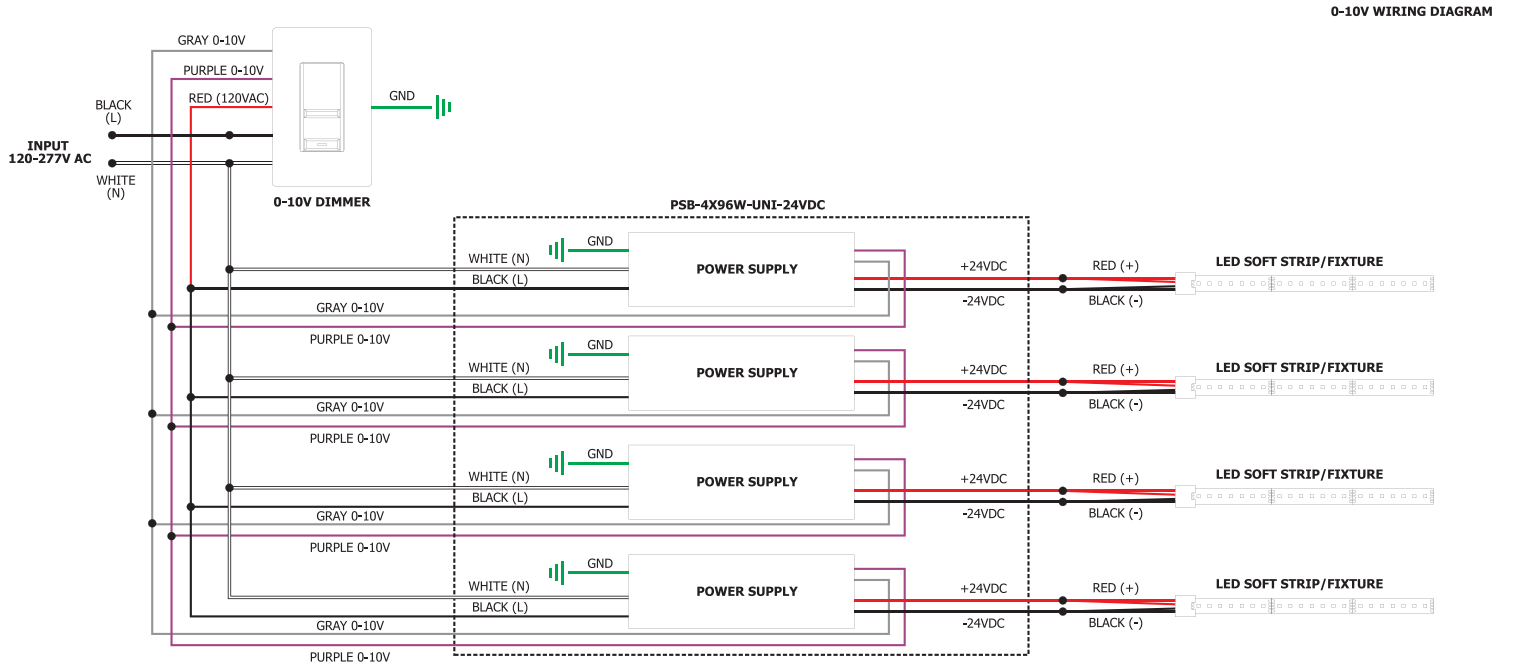 0-10V WIRING DIAGRAM
GRAY 0-10V
PURPLE 0-10V
RED (120VAC)
GND
BLACK
(L)
INPUT
120-277V AC
WHITE
(N)
0-10V DIMMER
PSB-4X96W-UNI-24VDC
GND
WHITE (N)
BLACK (L)
POWER SUPPLY
+24VDC
-24VDC
RED (+)
BLACK (-)
LED SOFT STRIP/FIXTURE
GRAY 0-10V
PURPLE 0-10V
GND
WHITE (N)
BLACK (L)
POWER SUPPLY
+24VDC
-24VDC
RED (+)
BLACK (-)
LED SOFT STRIP/FIXTURE
GRAY 0-10V
PURPLE 0-10V
GND
WHITE (N)
BLACK (L)
POWER SUPPLY
+24VDC
-24VDC
RED (+)
BLACK (-)
LED SOFT STRIP/FIXTURE
GRAY 0-10V
PURPLE 0-10V
GND
WHITE (N)
BLACK (L)
POWER SUPPLY
+24VDC
-24VDC
RED (+)
BLACK (-)
LED SOFT STRIP/FIXTURE
GRAY 0-10V
PURPLE 0-10V